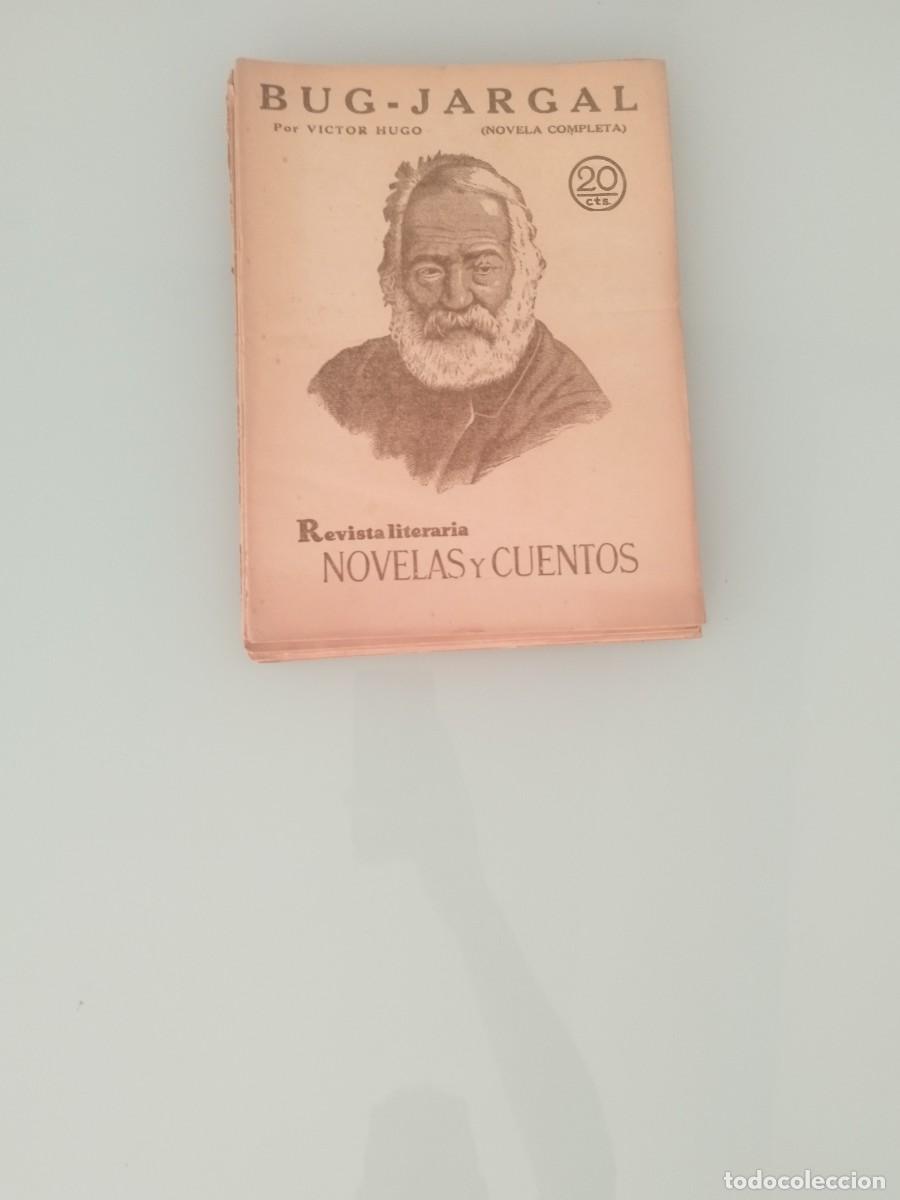 BUG-JARGAL
Por VICTOR HUGO (NOVELA COMPLETA)
20
cts.
Revista literaria
NOVELAS Y CUENTOS
todocoleccion